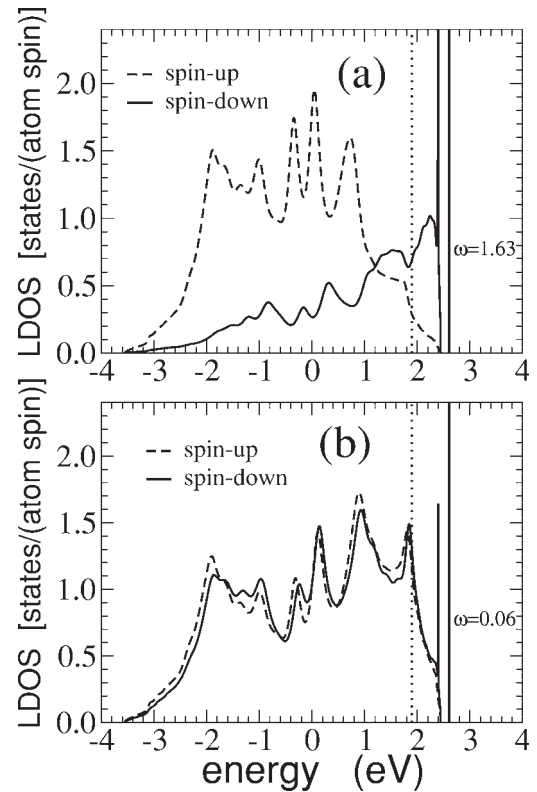 LDOS [states/(atom spin)]
(a)
spin-up
spin-down
2.0
1.5
1.0
0.5
0.0
ω=1.63
-4 -3 -2 -1 0 1 2 3 4
LDOS [states/(atom spin)]
(b)
spin-up
spin-down
2.0
1.5
1.0
0.5
0.0
ω=0.06
-4 -3 -2 -1 0 1 2 3 4
energy (eV)